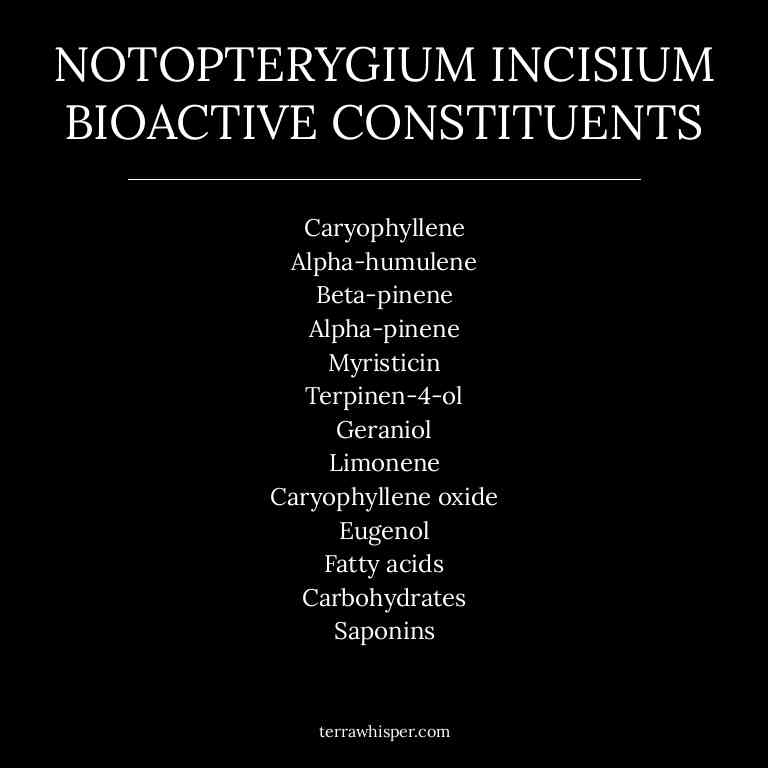 NOTOPTERYGIUM INCISIUM
BIOACTIVE CONSTITUENTS
Caryophyllene
Alpha-humulene
Beta-pinene
Alpha-pinene
Myristicin
Terpinen-4-ol
Geraniol
Limonene
Caryophyllene oxide
Eugenol
Fatty acids
Carbohydrates
Saponins
terrawhisper.com